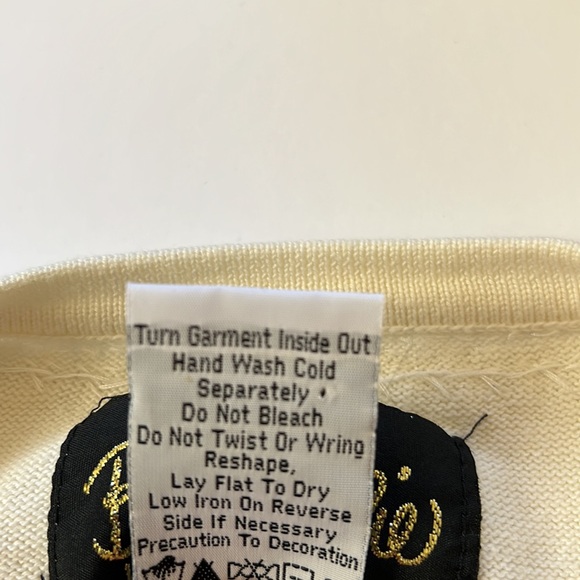 Turn Garment Inside Out
Hand Wash Cold
Separately
Do Not Bleach
Do Not Twist Or Wring
Reshape,
Lay Flat To Dry
Low Iron On Reverse
Side If Necessary
Precaution To Decoration